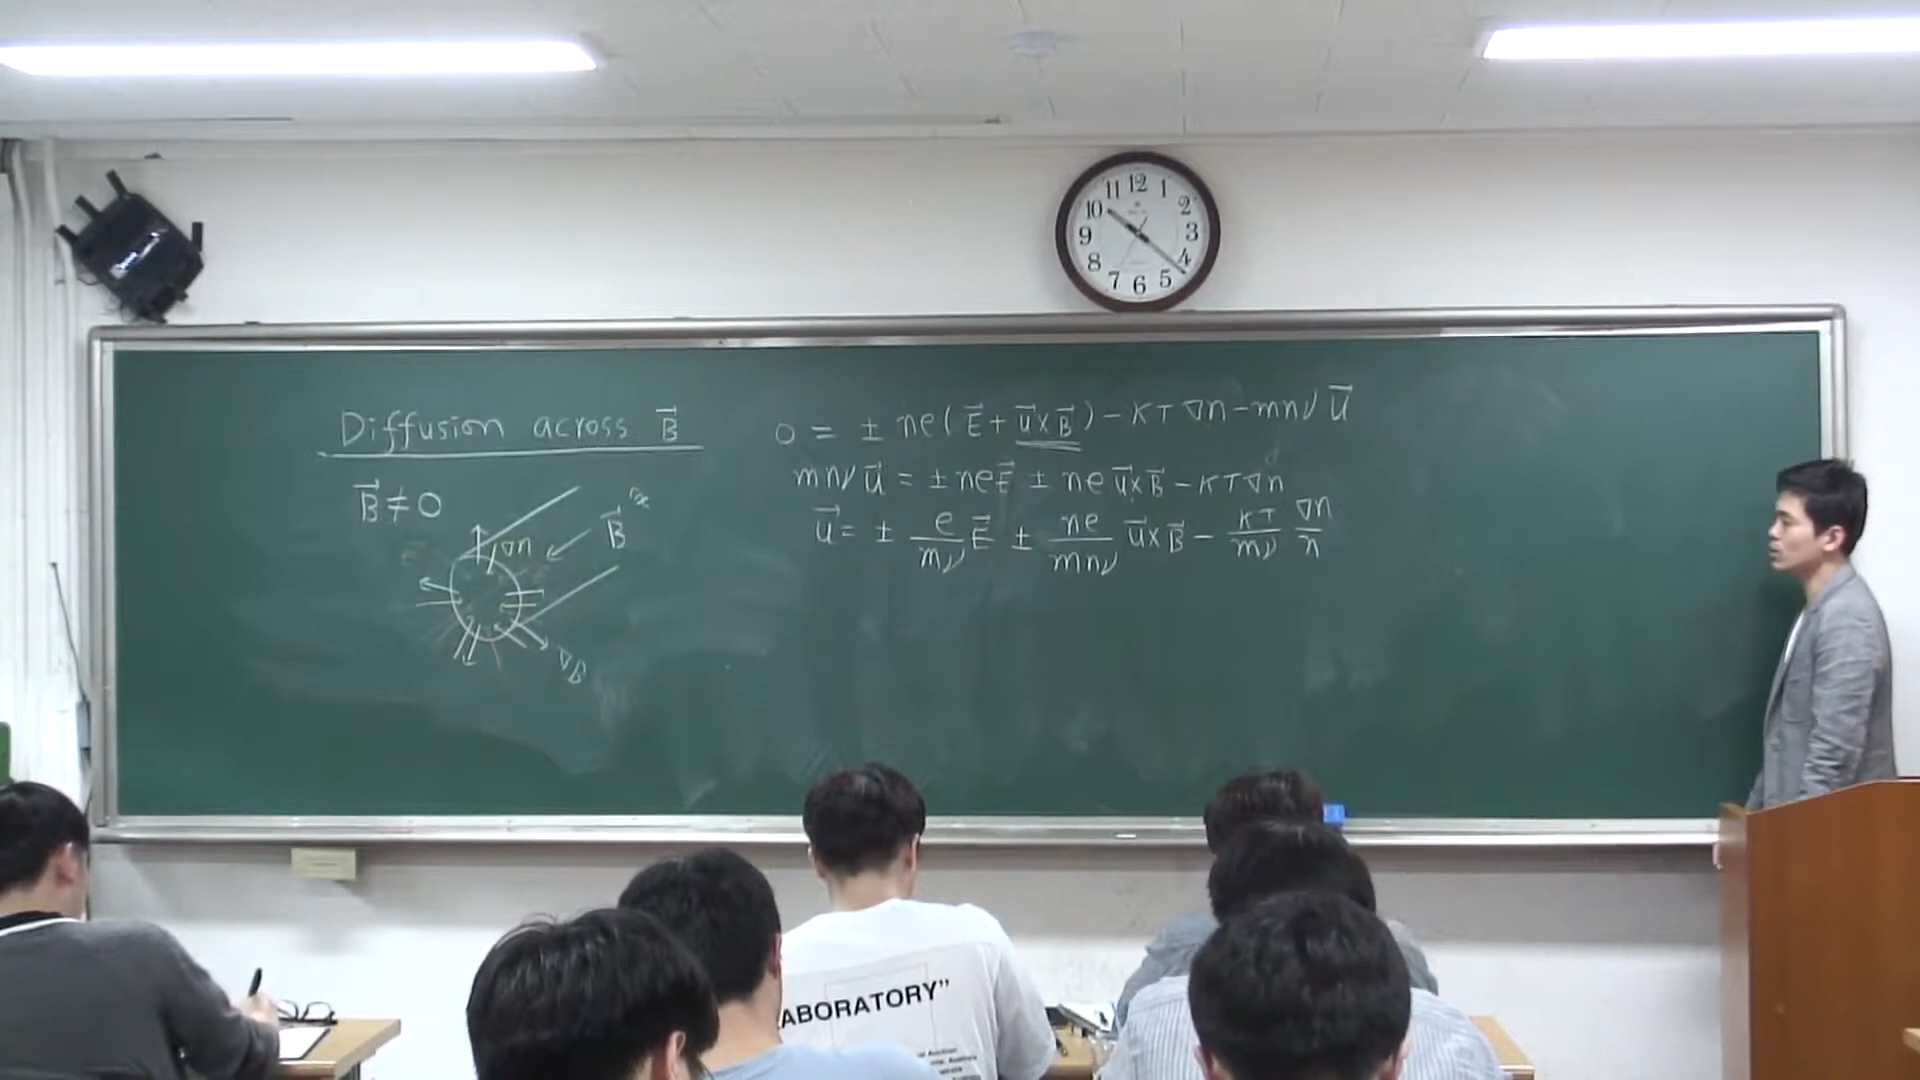 Diffusion across B⃗
B⃗ ≠ 0
∇n
B⃗
∇B
0 = ± ne(E⃗ + u⃗×B⃗) − KT∇n − mnν u⃗
mnν u⃗ = ± neE⃗ ± ne u⃗×B⃗ − KT∇n
u⃗ = ± e/mν E⃗ ± ne/mnν u⃗×B⃗ − KT/mν ∇n/n
11 12 1
10 2
9 3
8 4
7 6 5
ABORATORY”